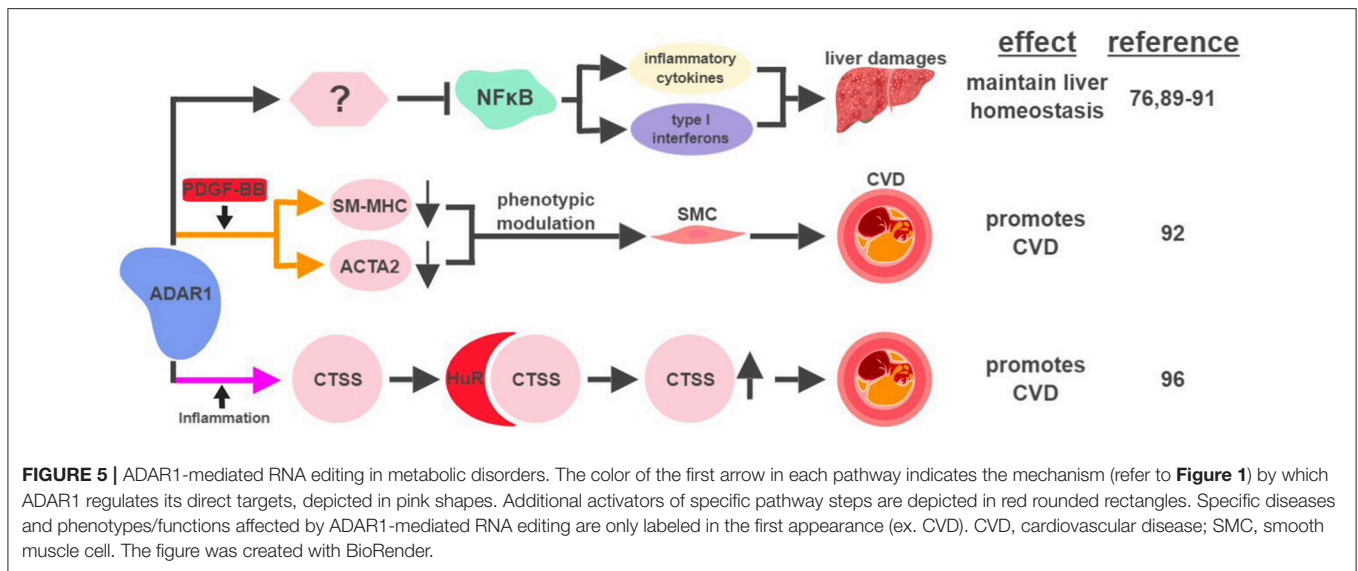 effect reference
inflammatory
cytokines
liver damages
?
NFκB
type I
interferons
maintain liver
homeostasis
76,89-91
PDGF-BB
SM-MHC
ACTA2
phenotypic
modulation
SMC
CVD
promotes
CVD
92
ADAR1
Inflammation
CTSS
HuR
CTSS
CTSS
promotes
CVD
96
FIGURE 5 | ADAR1-mediated RNA editing in metabolic disorders. The color of the first arrow in each pathway indicates the mechanism (refer to Figure 1) by which
ADAR1 regulates its direct targets, depicted in pink shapes. Additional activators of specific pathway steps are depicted in red rounded rectangles. Specific diseases
and phenotypes/functions affected by ADAR1-mediated RNA editing are only labeled in the first appearance (ex. CVD). CVD, cardiovascular disease; SMC, smooth
muscle cell. The figure was created with BioRender.